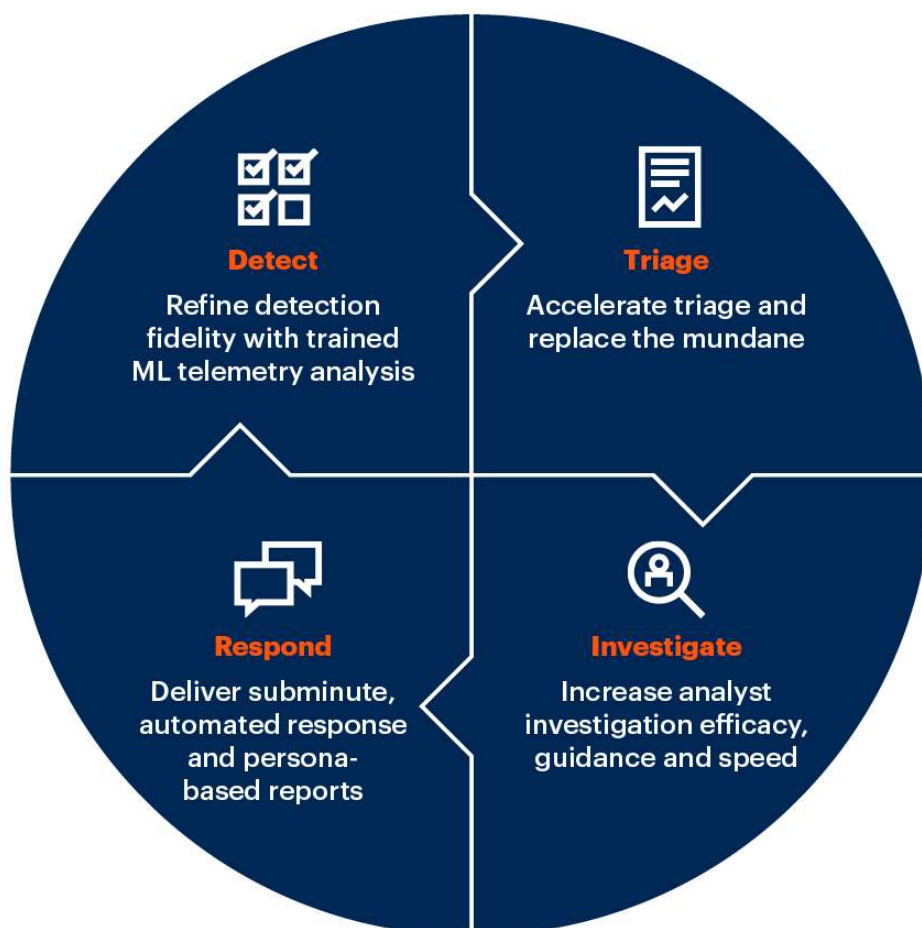 Detect
Refine detection
fidelity with trained
ML telemetry analysis
Triage
Accelerate triage and
replace the mundane
Respond
Deliver subminute,
automated response
and persona-
based reports
Investigate
Increase analyst
investigation efficacy,
guidance and speed